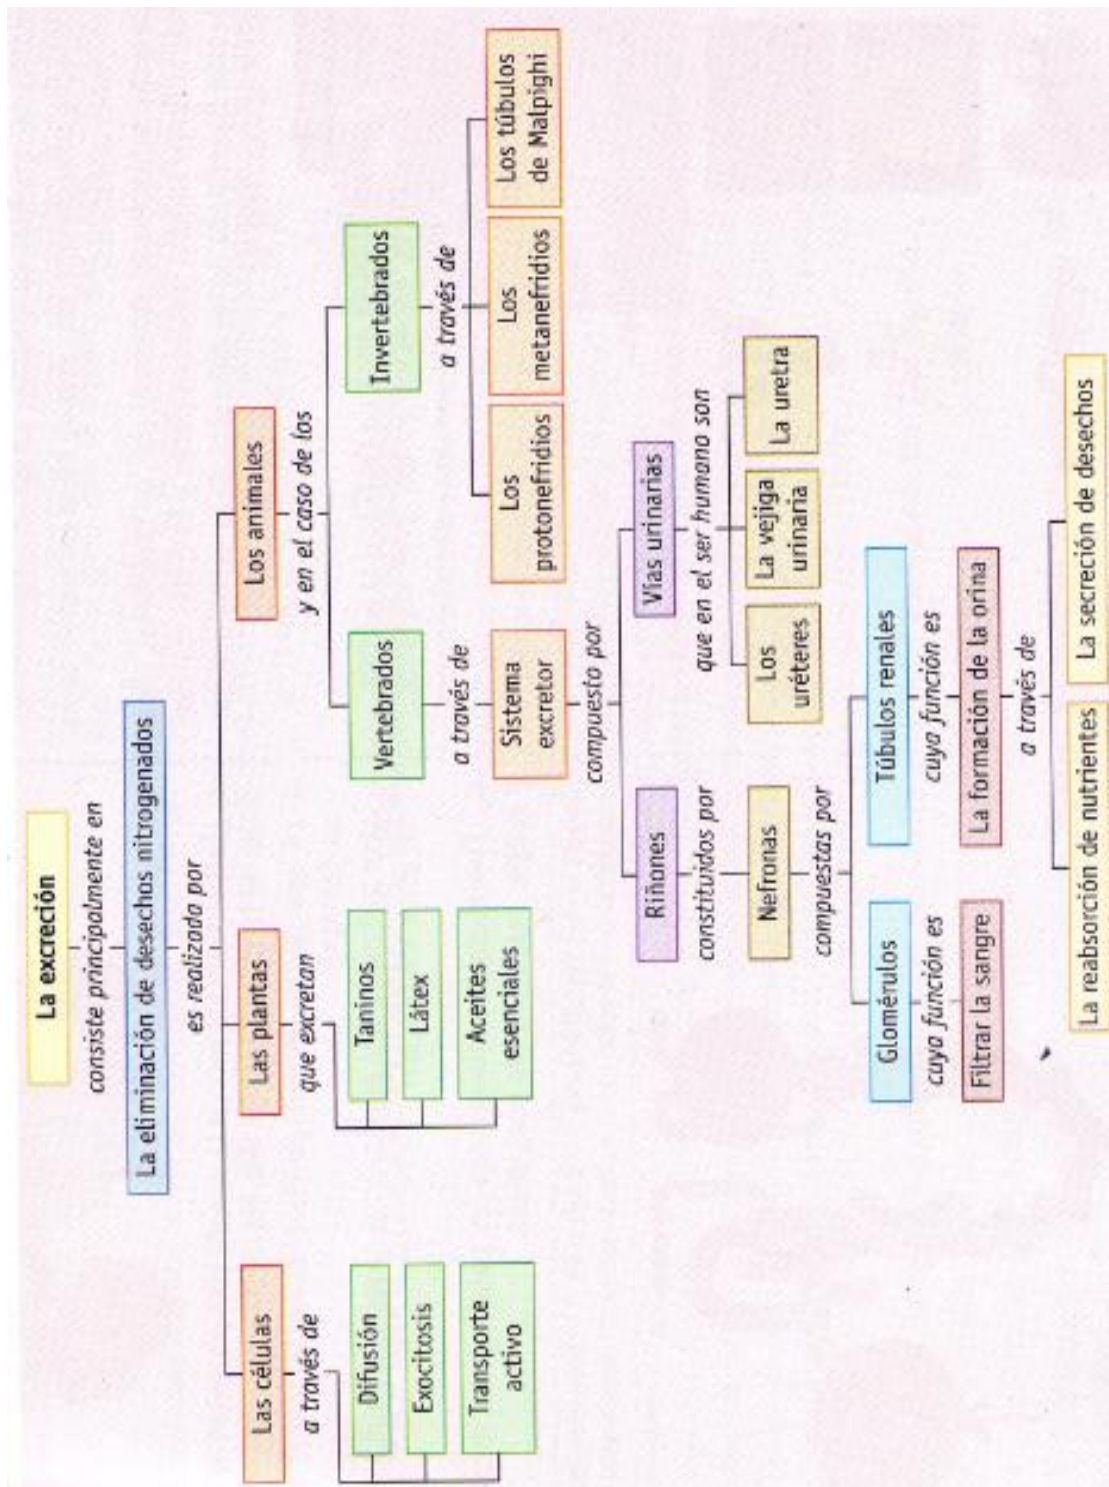 La excreción
consiste principalmente en
La eliminación de desechos nitrogenados
es realizada por
Las células
a través de
Difusión
Exocitosis
Transporte
activo
Las plantas
que excretan
Taninos
Látex
Aceites
esenciales
Los animales
y en el caso de los
Vertebrados
a través de
Sistema
excretor
compuesto por
Riñones
constituidos por
Nefronas
compuestas por
Glomérulos
cuya función es
Filtrar la sangre
Túbulos renales
cuya función es
La formación de la orina
a través de
La reabsorción de nutrientes
La secreción de desechos
Vías urinarias
que en el ser humano son
Los
uréteres
La vejiga
urinaria
La uretra
Invertebrados
a través de
Los
protonefridios
Los
metanefridios
Los túbulos
de Malpighi